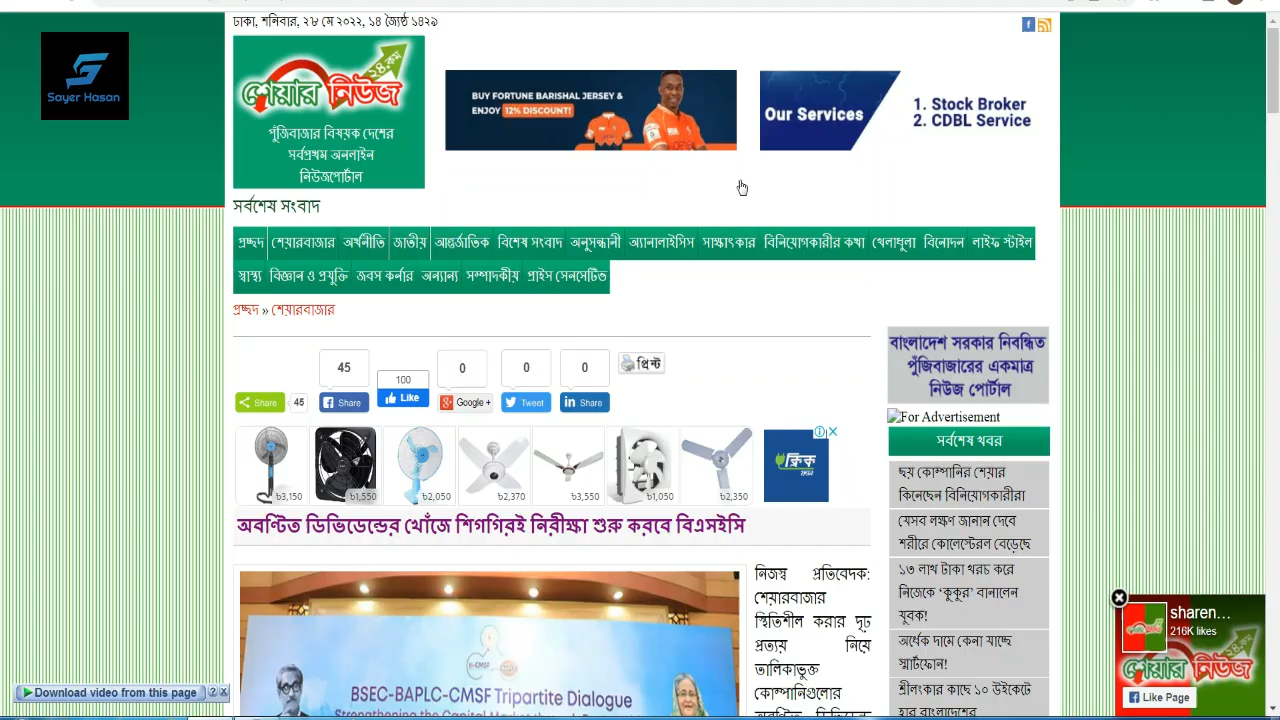 ঢাকা, শনিবার, ২৮ মে ২০২২, ১৪ জ্যৈষ্ঠ ১৪২৯
Sayer Hasan
শেয়ার নিউজ ২৪.কম
পুঁজিবাজার বিষয়ক দেশের
সর্বপ্রথম অনলাইন
নিউজপোর্টাল
BUY FORTUNE BARISHAL JERSEY &
ENJOY 12% DISCOUNT!
Our Services
1. Stock Broker
2. CDBL Service
সর্বশেষ সংবাদ
প্রচ্ছদ শেয়ারবাজার অর্থনীতি জাতীয় আন্তর্জাতিক বিশেষ সংবাদ অনুসন্ধানী অ্যানালাইসিস সাক্ষাৎকার বিনিয়োগকারীর কথা খেলাধুলা বিনোদন লাইফ স্টাইল
স্বাস্থ্য বিজ্ঞান ও প্রযুক্তি জবস কর্নার অন্যান্য সম্পাদকীয় প্রাইস সেনসেটিভ
প্রচ্ছদ » শেয়ারবাজার
45 100 0 0 0 প্রিন্ট
Share 45 Share Like Google + Tweet Share
৳3,150 ৳1,550 ৳2,050 ৳2,370 ৳3,550 ৳1,050 ৳2,350
ক্লিক
অবণ্টিত ডিভিডেন্ডের খোঁজে শিগগিরই নিরীক্ষা শুরু করবে বিএসইসি
BSEC-BAPLC-CMSF Tripartite Dialogue
নিজস্ব প্রতিবেদক:
শেয়ারবাজার
স্থিতিশীল করার দৃঢ়
প্রত্যয় নিয়ে
তালিকাভুক্ত
কোম্পানিগুলোর
বাংলাদেশ সরকার নিবন্ধিত
পুঁজিবাজারের একমাত্র
নিউজ পোর্টাল
For Advertisement
সর্বশেষ খবর
ছয় কোম্পানির শেয়ার
কিনেছেন বিনিয়োগকারীরা
যেসব লক্ষণ জানান দেবে
শরীরে কোলেস্টেরল বেড়েছে
১৩ লাখ টাকা খরচ করে
নিজেকে ‘কুকুর’ বানালেন
যুবক!
অর্ধেক দামে কেনা যাচ্ছে
স্মার্টফোন!
শ্রীলংকার কাছে ১০ উইকেটে
হার বাংলাদেশের
sharen...
216K likes
শেয়ার নিউজ
Like Page
Download video from this page ? X